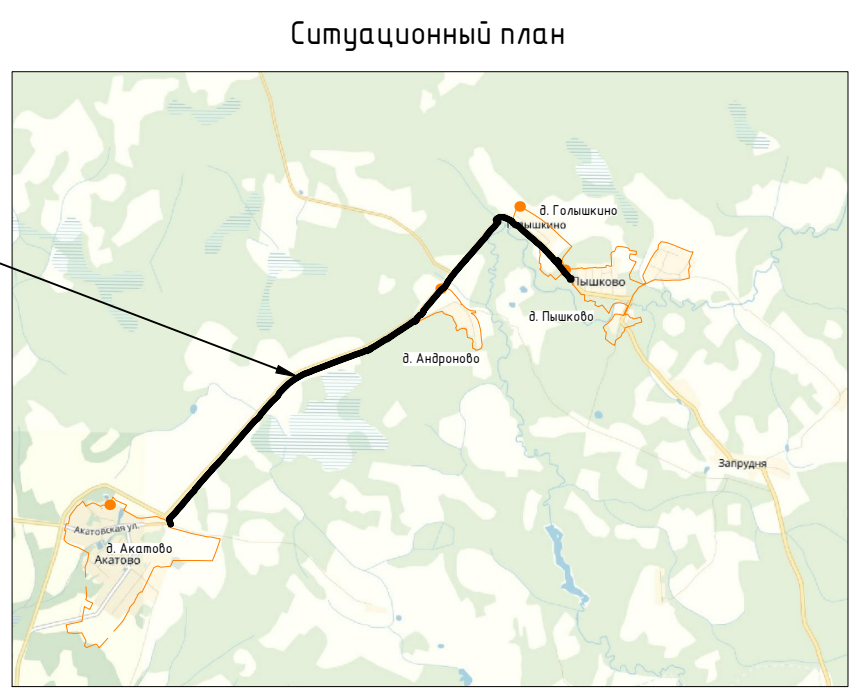 Ситуационный план
д. Голышкино
Голышкино
Пышково
д. Пышково
д. Андроново
Запрудня
Акатовская ул.
д. Акатово
Акатово